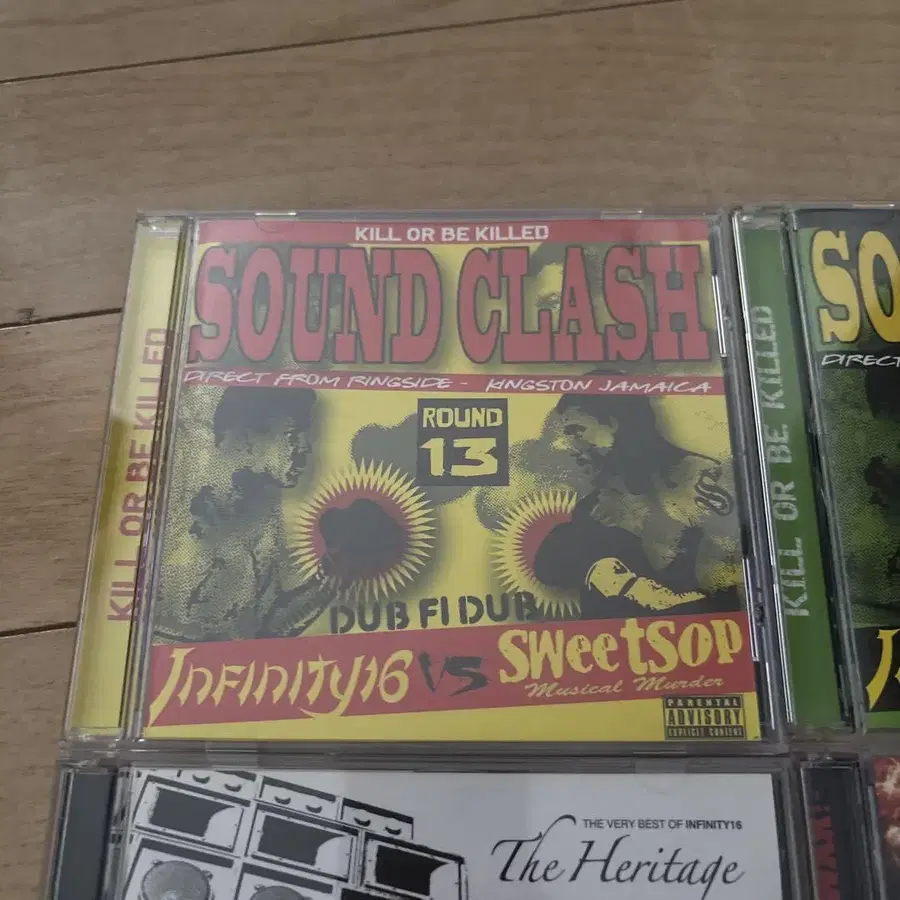 KILL OR BE KILLED
SOUND CLASH
DIRECT FROM RINGSIDE - KINGSTON JAMAICA
ROUND
13
DUB FI DUB
INFINITY16 VS SWEETSOP
Musical Murder
PARENTAL
ADVISORY
EXPLICIT CONTENT
KILL OR BE KILLED
KILL OR BE KILLED
SO
DIRECT
THE VERY BEST OF INFINITY16
The Heritage